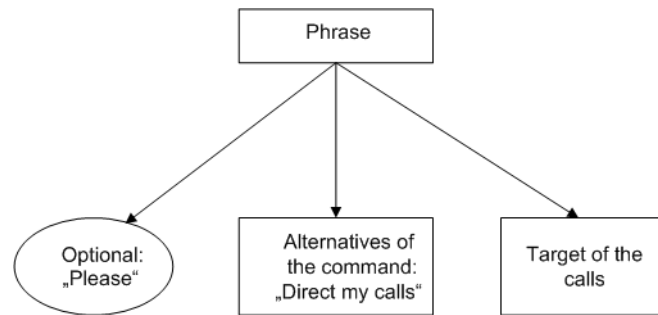 Phrase
Optional:
„Please“
Alternatives of
the command:
„Direct my calls“
Target of the
calls